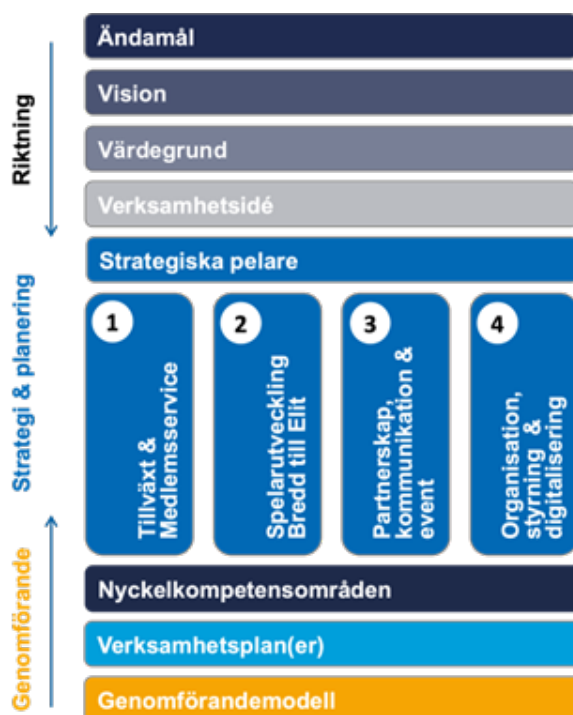 Riktning
Ändamål
Vision
Värdegrund
Verksamhetsidé
Strategi & planering
Strategiska pelare
1
Tillväxt &
Medlemsservice
2
Spelarutveckling
Bredd till Elit
3
Partnerskap,
kommunikation &
event
4
Organisation,
styrning &
digitalisering
Genomförande
Nyckelkompetensområden
Verksamhetsplan(er)
Genomförandemodell